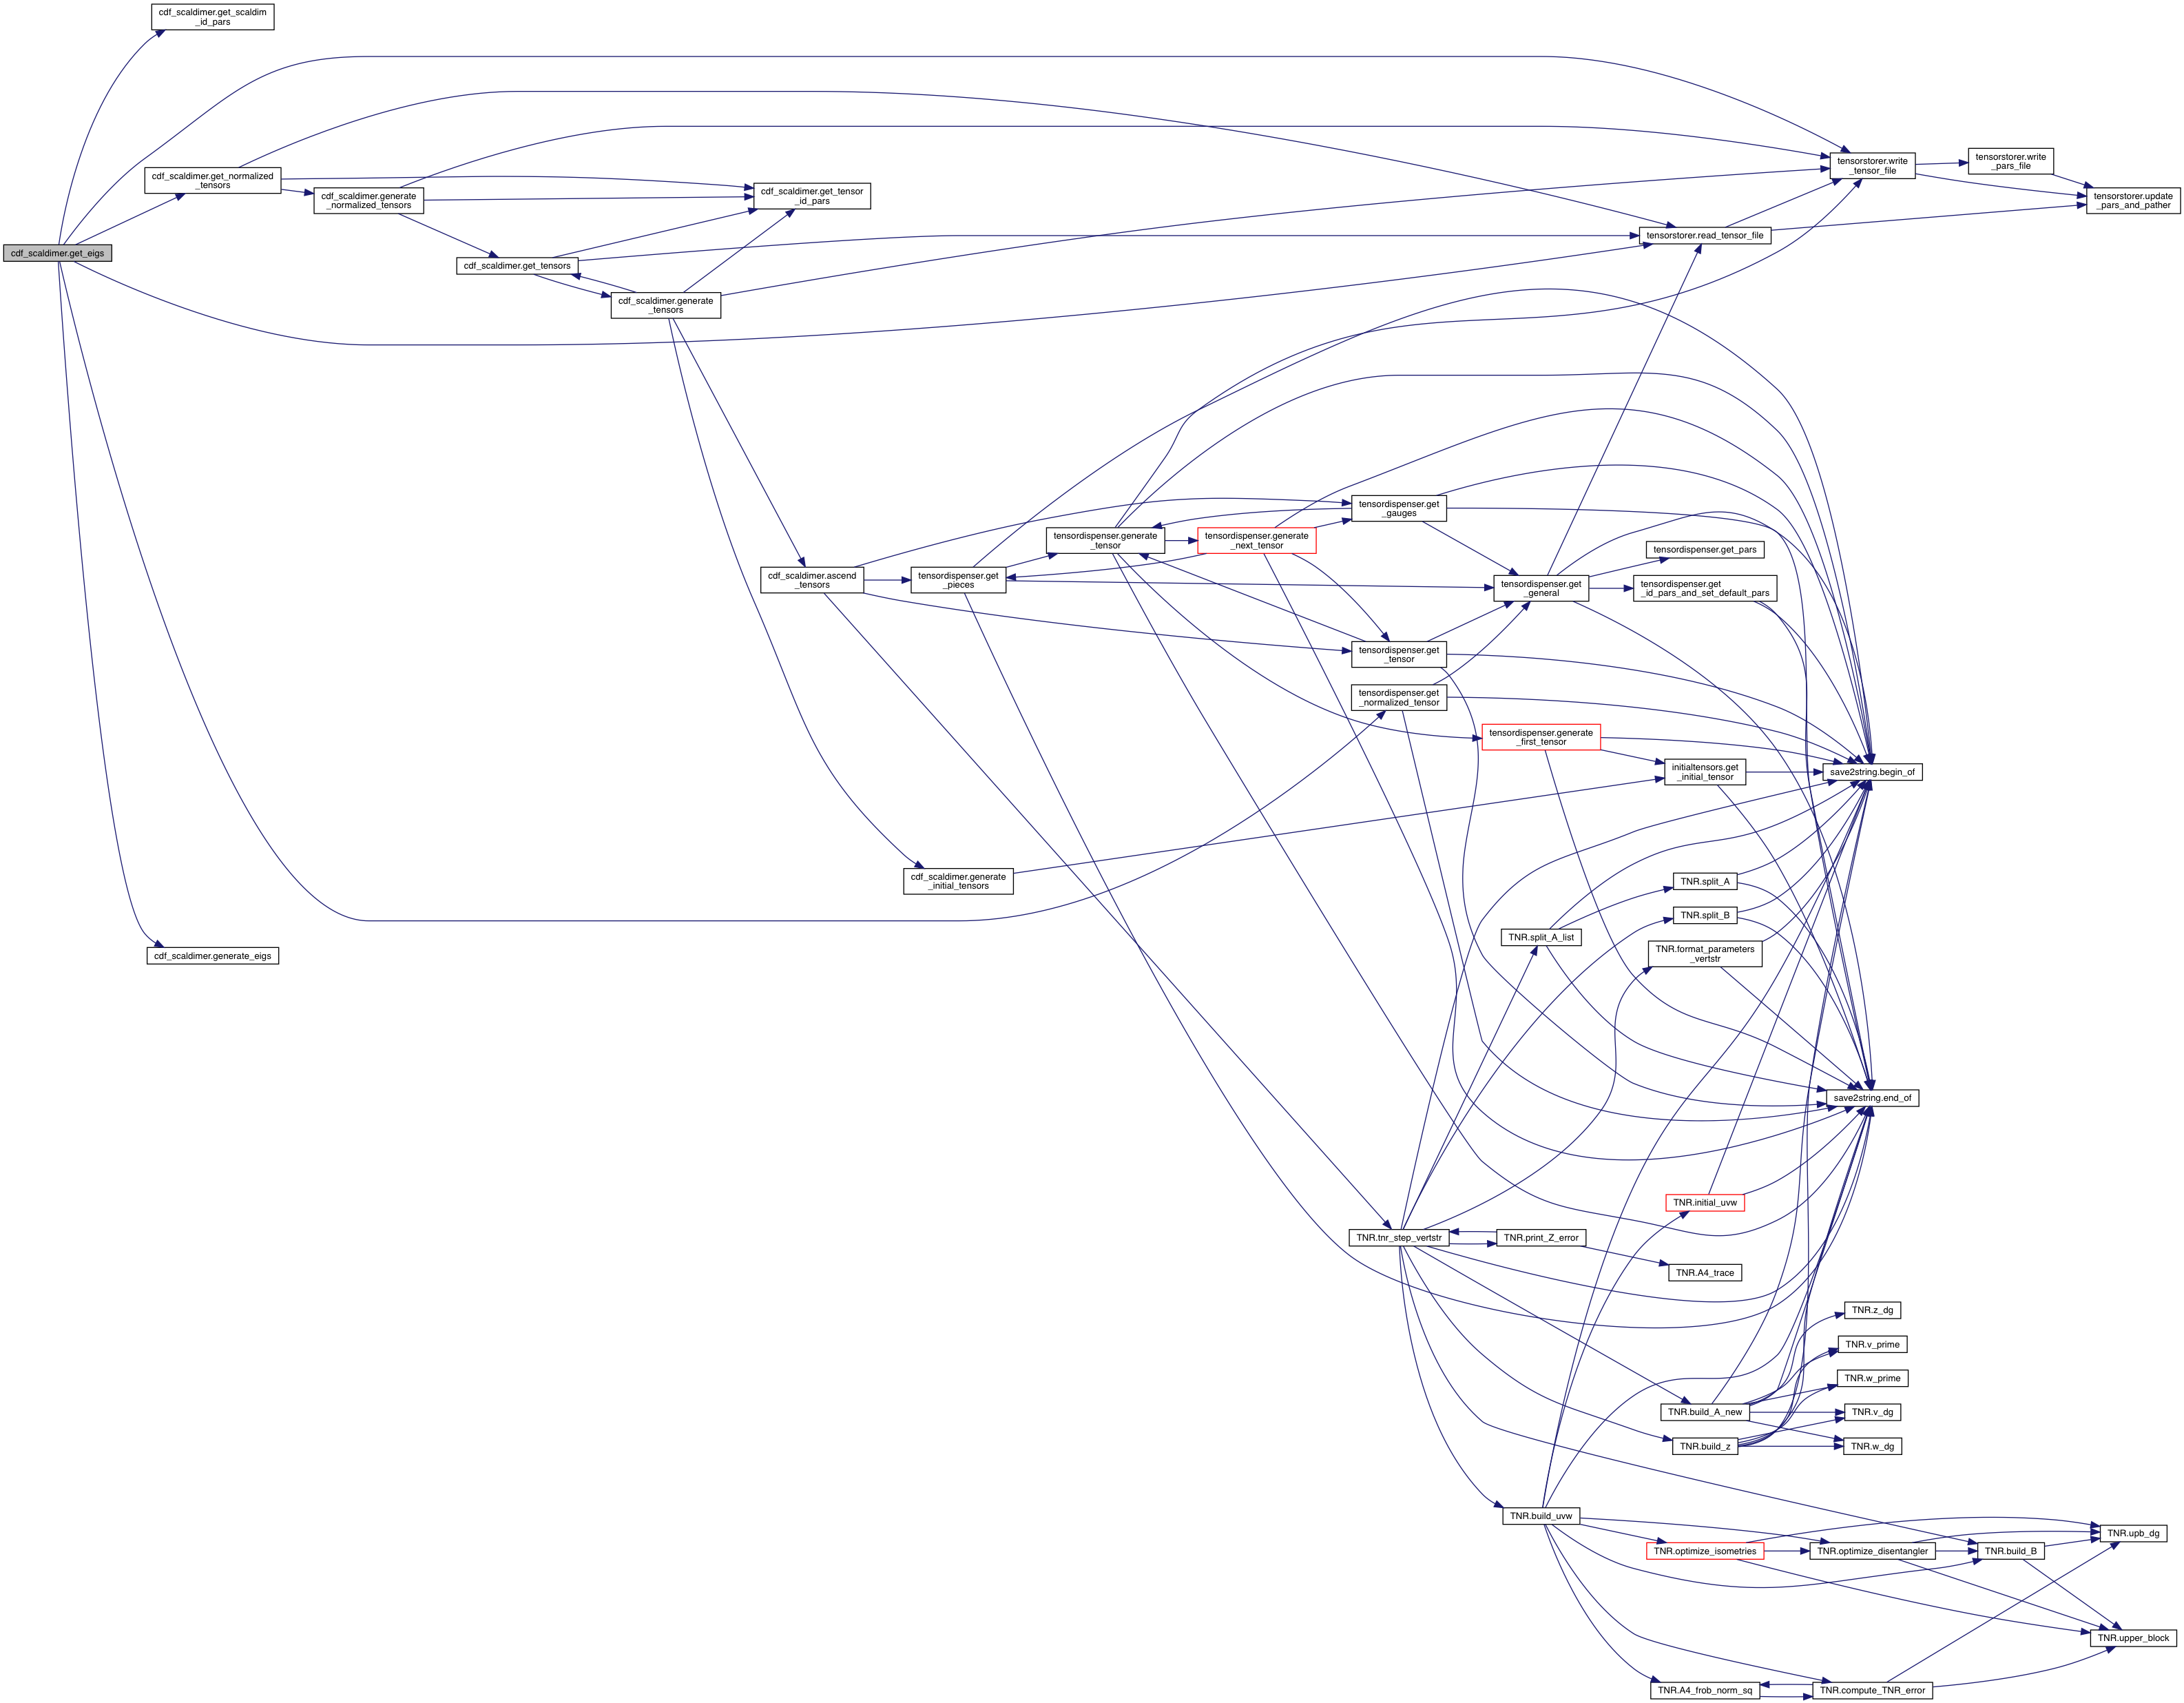 cdf_scaldimer.get_scaldim
_id_pars
cdf_scaldimer.get_normalized
_tensors
cdf_scaldimer.generate
_normalized_tensors
cdf_scaldimer.get_tensor
_id_pars
tensorstorer.write
_tensor_file
tensorstorer.write
_pars_file
tensorstorer.update
_pars_and_pather
cdf_scaldimer.get_eigs
cdf_scaldimer.get_tensors
tensorstorer.read_tensor_file
cdf_scaldimer.generate
_tensors
tensordispenser.get
_gauges
tensordispenser.generate
_tensor
tensordispenser.generate
_next_tensor
tensordispenser.get_pars
cdf_scaldimer.ascend
_tensors
tensordispenser.get
_pieces
tensordispenser.get
_general
tensordispenser.get
_id_pars_and_set_default_pars
tensordispenser.get
_tensor
tensordispenser.get
_normalized_tensor
tensordispenser.generate
_first_tensor
initialtensors.get
_initial_tensor
save2string.begin_of
cdf_scaldimer.generate
_initial_tensors
TNR.split_A
TNR.split_B
TNR.split_A_list
TNR.format_parameters
_vertstr
cdf_scaldimer.generate_eigs
save2string.end_of
TNR.initial_uvw
TNR.tnr_step_vertstr
TNR.print_Z_error
TNR.A4_trace
TNR.z_dg
TNR.v_prime
TNR.w_prime
TNR.build_A_new
TNR.v_dg
TNR.build_z
TNR.w_dg
TNR.build_uvw
TNR.upb_dg
TNR.optimize_isometries
TNR.optimize_disentangler
TNR.build_B
TNR.upper_block
TNR.A4_frob_norm_sq
TNR.compute_TNR_error